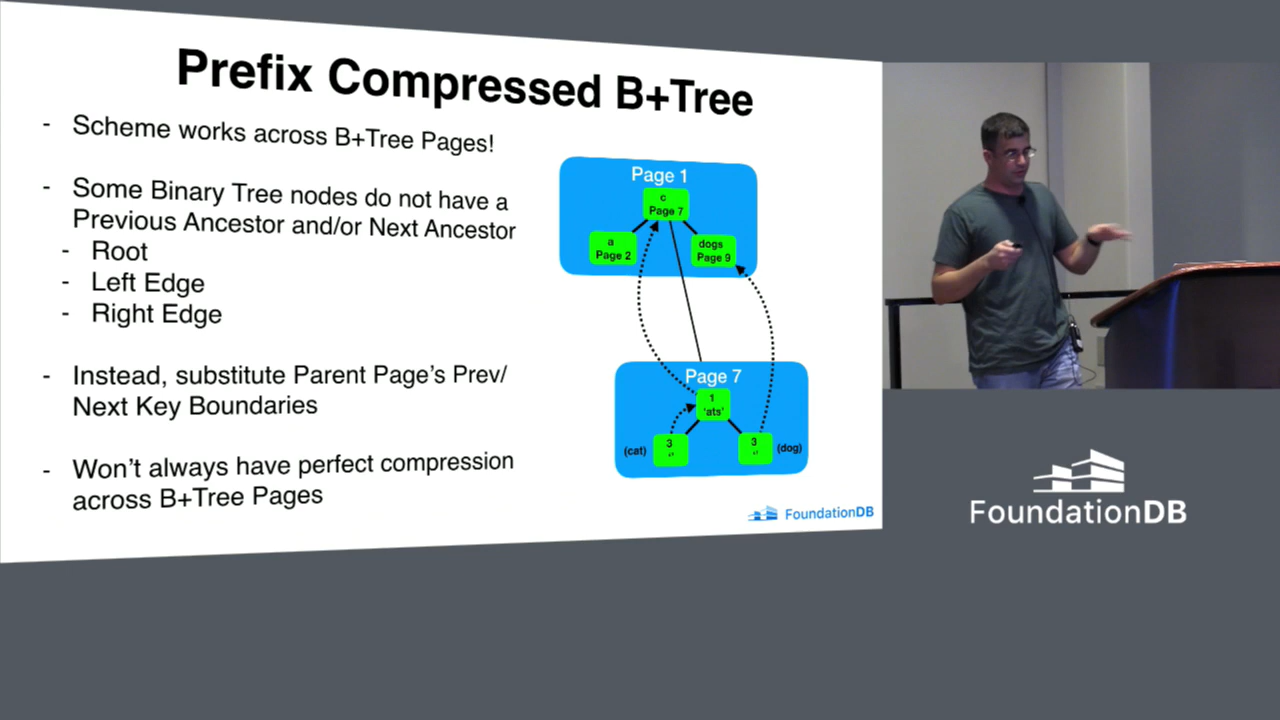 Prefix Compressed B+Tree
- Scheme works across B+Tree Pages!
- Some Binary Tree nodes do not have a
Previous Ancestor and/or Next Ancestor
- Root
- Left Edge
- Right Edge
- Instead, substitute Parent Page's Prev/
Next Key Boundaries
- Won't always have perfect compression
across B+Tree Pages
Page 1
c
Page 7
a
Page 2
dogs
Page 9
Page 7
1
'ats'
(cat)
3
''
3
''
(dog)
FoundationDB
FoundationDB